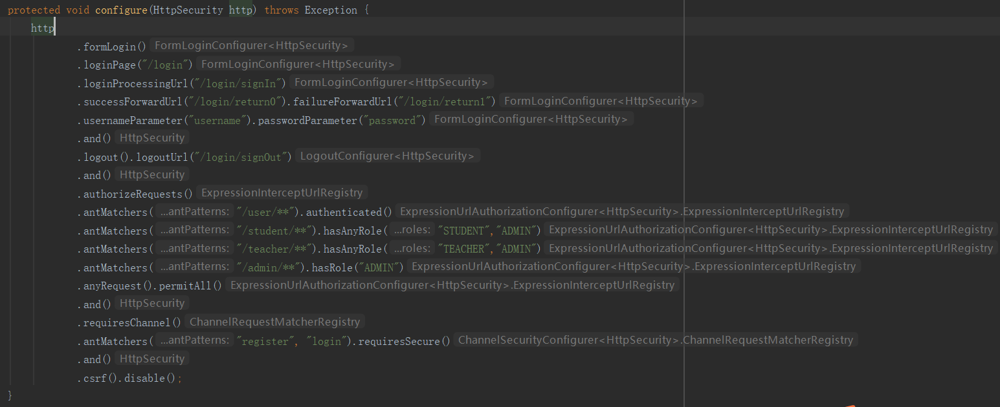 protected void configure(HttpSecurity http) throws Exception {
http
.formLogin() FormLoginConfigurer<HttpSecurity>
.loginPage("/login") FormLoginConfigurer<HttpSecurity>
.loginProcessingUrl("/login/signIn") FormLoginConfigurer<HttpSecurity>
.successForwardUrl("/login/return0").failureForwardUrl("/login/return1") FormLoginConfigurer<HttpSecurity>
.usernameParameter("username").passwordParameter("password") FormLoginConfigurer<HttpSecurity>
.and() HttpSecurity
.logout().logoutUrl("/login/signOut") LogoutConfigurer<HttpSecurity>
.and() HttpSecurity
.authorizeRequests() ExpressionInterceptUrlRegistry
.antMatchers( ...antPatterns: "/user/**").authenticated() ExpressionUrlAuthorizationConfigurer<HttpSecurity>.ExpressionInterceptUrlRegistry
.antMatchers( ...antPatterns: "/student/**").hasAnyRole( ...roles: "STUDENT","ADMIN") ExpressionUrlAuthorizationConfigurer<HttpSecurity>.ExpressionInterceptUrlRegistry
.antMatchers( ...antPatterns: "/teacher/**").hasAnyRole( ...roles: "TEACHER","ADMIN") ExpressionUrlAuthorizationConfigurer<HttpSecurity>.ExpressionInterceptUrlRegistry
.antMatchers( ...antPatterns: "/admin/**").hasRole("ADMIN") ExpressionUrlAuthorizationConfigurer<HttpSecurity>.ExpressionInterceptUrlRegistry
.anyRequest().permitAll() ExpressionUrlAuthorizationConfigurer<HttpSecurity>.ExpressionInterceptUrlRegistry
.and() HttpSecurity
.requiresChannel() ChannelRequestMatcherRegistry
.antMatchers( ...antPatterns: "register", "login").requiresSecure() ChannelSecurityConfigurer<HttpSecurity>.ChannelRequestMatcherRegistry
.and() HttpSecurity
.csrf().disable();
}